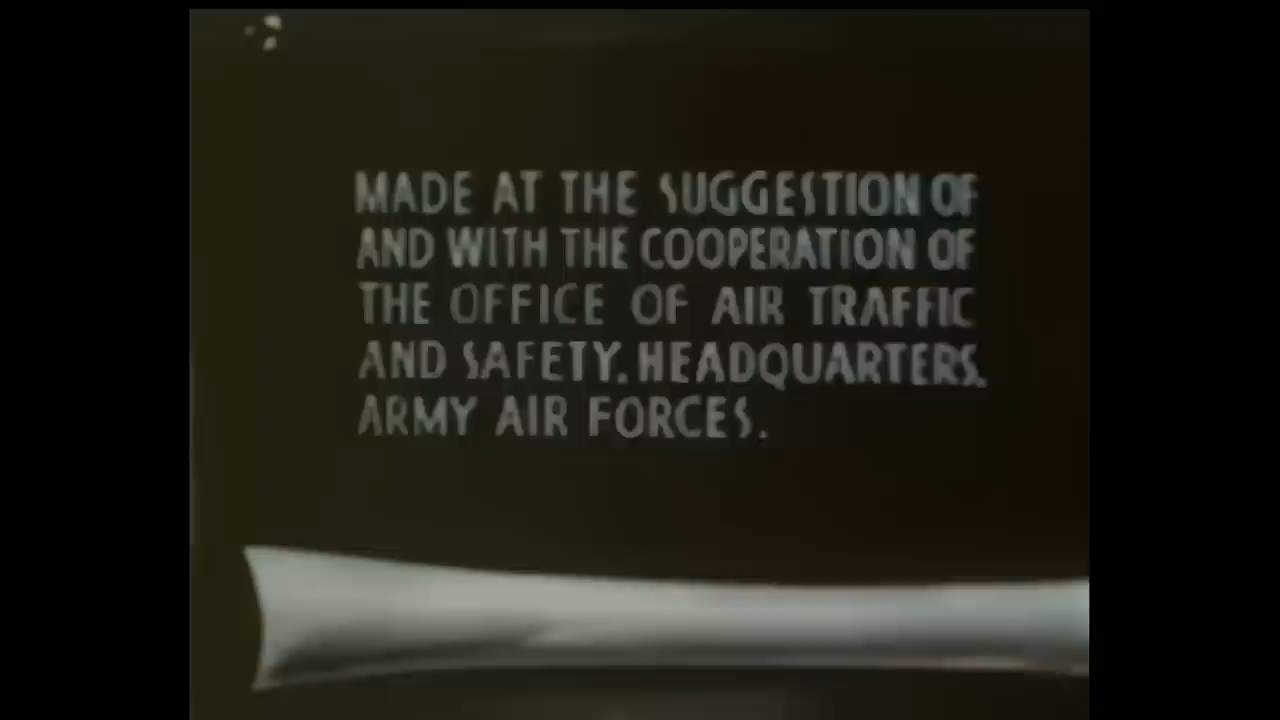 MADE AT THE SUGGESTION OF
AND WITH THE COOPERATION OF
THE OFFICE OF AIR TRAFFIC
AND SAFETY, HEADQUARTERS,
ARMY AIR FORCES.